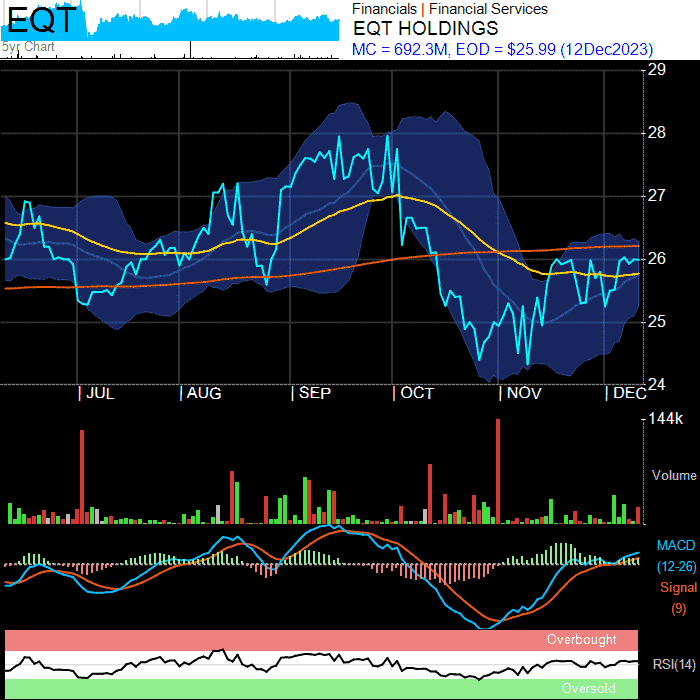 EQT
5yr Chart
Financials | Financial Services
EQT HOLDINGS
MC = 692.3M, EOD = $25.99 (12Dec2023)
29
28
27
26
25
24
| JUL | AUG | SEP | OCT | NOV | DEC
144k
Volume
MACD
(12-26)
Signal
(9)
Overbought
RSI(14)
Oversold